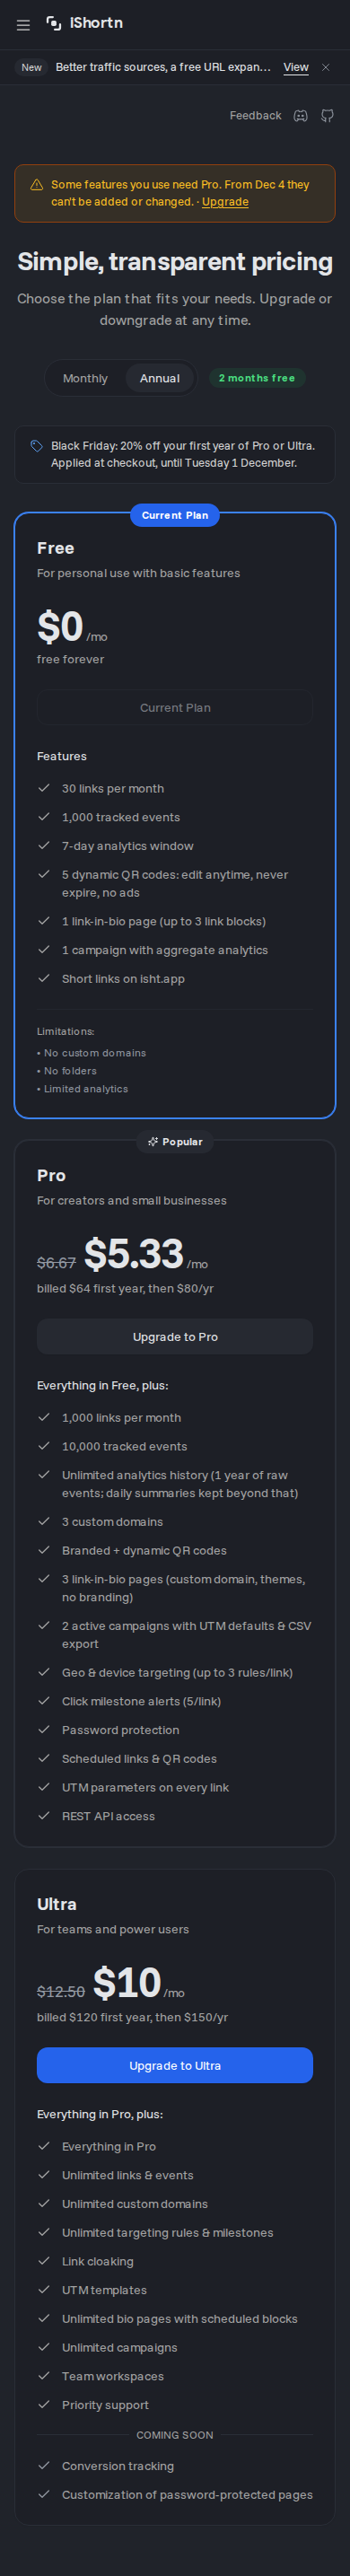 IShortn
New Better traffic sources, a free URL expan... View
Feedback
Some features you use need Pro. From Dec 4 they
can't be added or changed. · Upgrade
Simple, transparent pricing
Choose the plan that fits your needs. Upgrade or
downgrade at any time.
Monthly Annual 2 months free
Black Friday: 20% off your first year of Pro or Ultra.
Applied at checkout, until Tuesday 1 December.
Current Plan
Free
For personal use with basic features
$0 /mo
free forever
Current Plan
Features
30 links per month
1,000 tracked events
7-day analytics window
5 dynamic QR codes: edit anytime, never
expire, no ads
1 link-in-bio page (up to 3 link blocks)
1 campaign with aggregate analytics
Short links on isht.app
Limitations:
• No custom domains
• No folders
• Limited analytics
Popular
Pro
For creators and small businesses
$6.67 $5.33 /mo
billed $64 first year, then $80/yr
Upgrade to Pro
Everything in Free, plus:
1,000 links per month
10,000 tracked events
Unlimited analytics history (1 year of raw
events; daily summaries kept beyond that)
3 custom domains
Branded + dynamic QR codes
3 link-in-bio pages (custom domain, themes,
no branding)
2 active campaigns with UTM defaults & CSV
export
Geo & device targeting (up to 3 rules/link)
Click milestone alerts (5/link)
Password protection
Scheduled links & QR codes
UTM parameters on every link
REST API access
Ultra
For teams and power users
$12.50 $10 /mo
billed $120 first year, then $150/yr
Upgrade to Ultra
Everything in Pro, plus:
Everything in Pro
Unlimited links & events
Unlimited custom domains
Unlimited targeting rules & milestones
Link cloaking
UTM templates
Unlimited bio pages with scheduled blocks
Unlimited campaigns
Team workspaces
Priority support
COMING SOON
Conversion tracking
Customization of password-protected pages